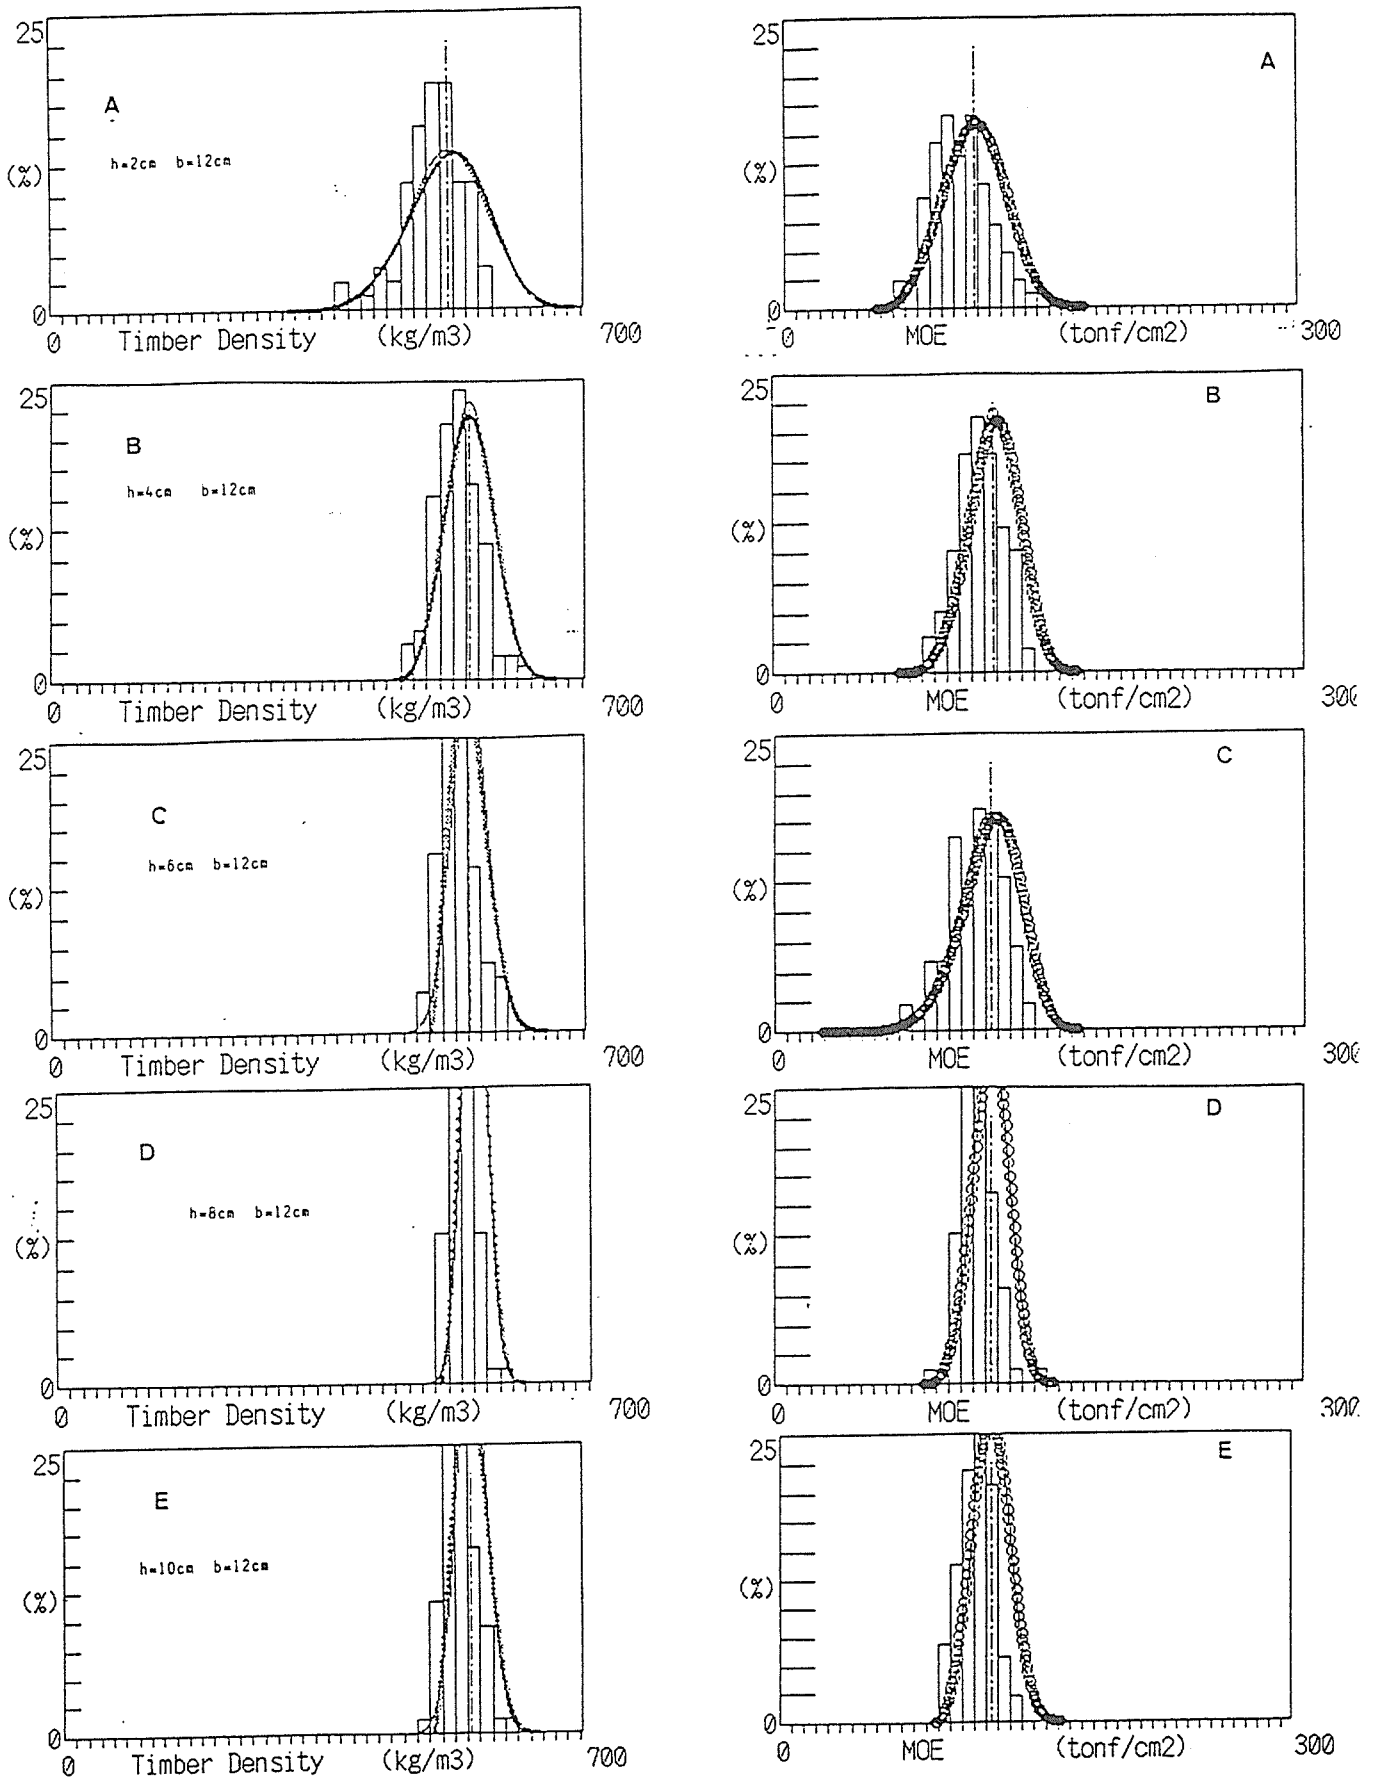 25
A
h=2cm b=12cm
(%)
0
0 Timber Density (kg/m3) 700
25
A
(%)
0
0 MOE (tonf/cm2) 300
25
B
h=4cm b=12cm
(%)
0
0 Timber Density (kg/m3) 700
25
B
(%)
0
0 MOE (tonf/cm2) 300
25
C
h=6cm b=12cm
(%)
0
0 Timber Density (kg/m3) 700
25
C
(%)
0
0 MOE (tonf/cm2) 300
25
D
h=8cm b=12cm
(%)
0
0 Timber Density (kg/m3) 700
25
D
(%)
0
0 MOE (tonf/cm2) 300
25
E
h=10cm b=12cm
(%)
0
0 Timber Density (kg/m3) 700
25
E
(%)
0
0 MOE (tonf/cm2) 300